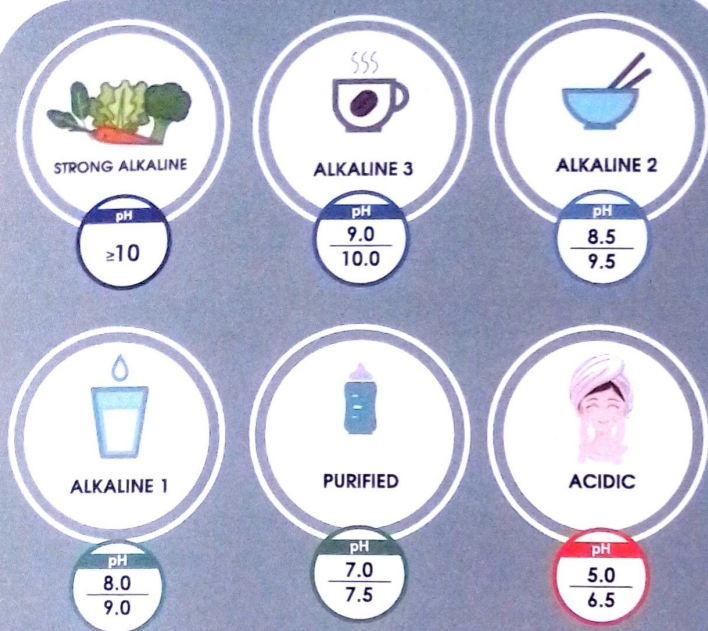 STRONG ALKALINE
pH
≥10
ALKALINE 3
pH
9.0
10.0
ALKALINE 2
pH
8.5
9.5
ALKALINE 1
pH
8.0
9.0
PURIFIED
pH
7.0
7.5
ACIDIC
pH
5.0
6.5